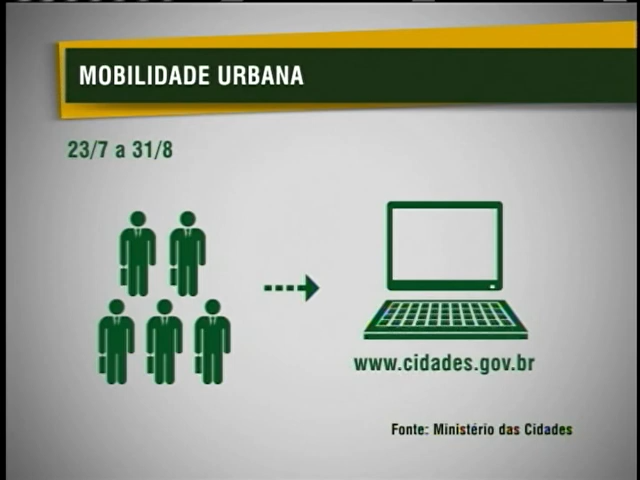 MOBILIDADE URBANA
23/7 a 31/8
www.cidades.gov.br
Fonte: Ministério das Cidades